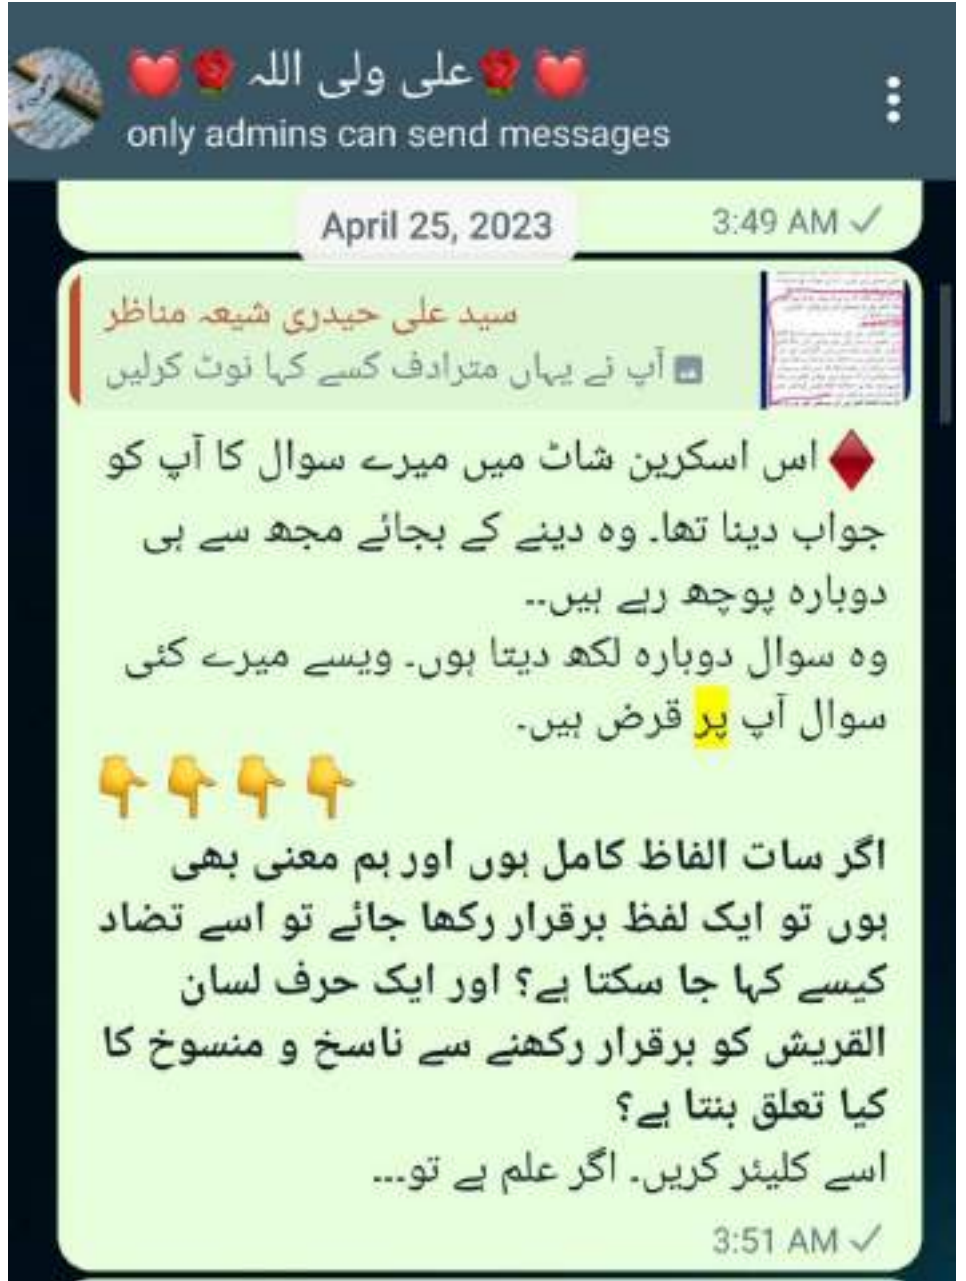 💓🌹علی ولی اللہ🌹💓
only admins can send messages
3:49 AM
April 25, 2023
سید علی حیدری شیعہ مناظر
آپ نے یہاں مترادف کسے کہا نوٹ کرلیں
♦️اس اسکرین شاٹ میں میرے سوال کا آپ کو
جواب دینا تھا۔ وہ دینے کے بجائے مجھ سے ہی
دوبارہ پوچھ رہے ہیں۔۔
وہ سوال دوبارہ لکھ دیتا ہوں۔ ویسے میرے کئی
سوال آپ پر قرض ہیں۔
👇👇👇👇
اگر سات الفاظ کامل ہوں اور ہم معنی بھی
ہوں تو ایک لفظ برقرار رکھا جائے تو اسے تضاد
کیسے کہا جا سکتا ہے؟ اور ایک حرف لسان
القریش کو برقرار رکھنے سے ناسخ و منسوخ کا
کیا تعلق بنتا ہے؟
اسے کلیئر کریں۔ اگر علم ہے تو۔۔۔
3:51 AM